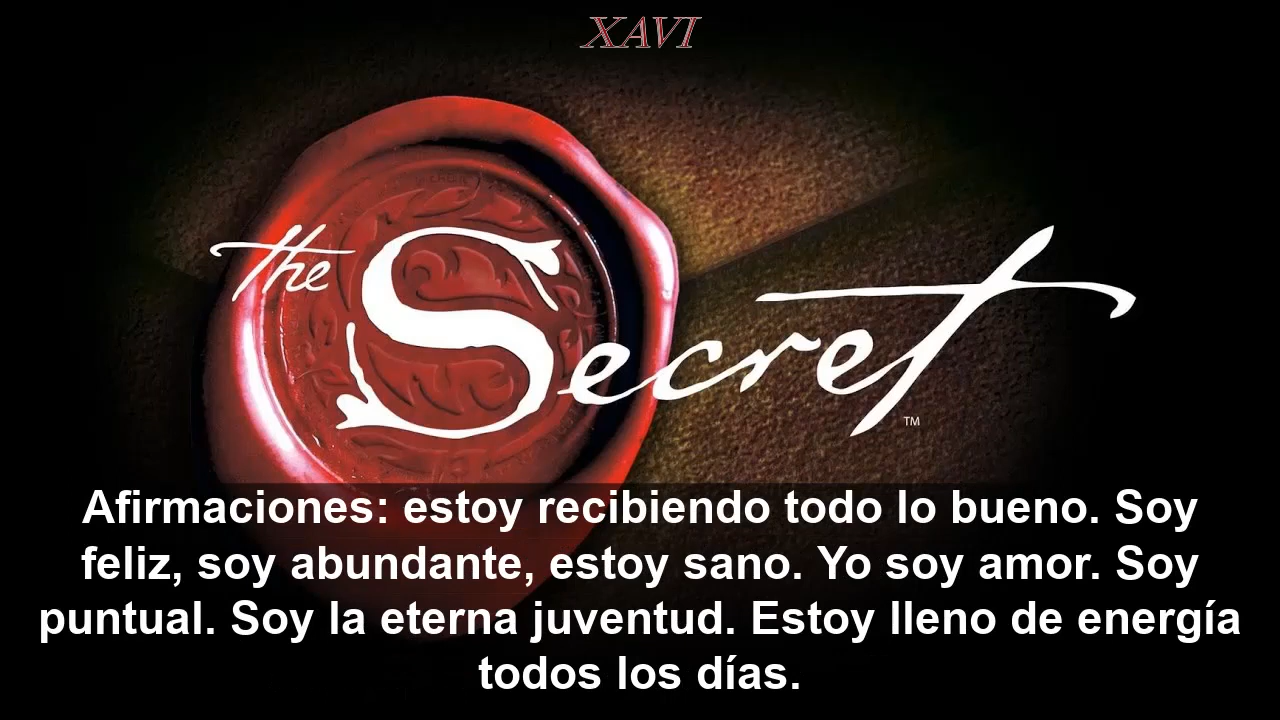 XAVI
the Secret
TM
Afirmaciones: estoy recibiendo todo lo bueno. Soy
feliz, soy abundante, estoy sano. Yo soy amor. Soy
puntual. Soy la eterna juventud. Estoy lleno de energía
todos los días.